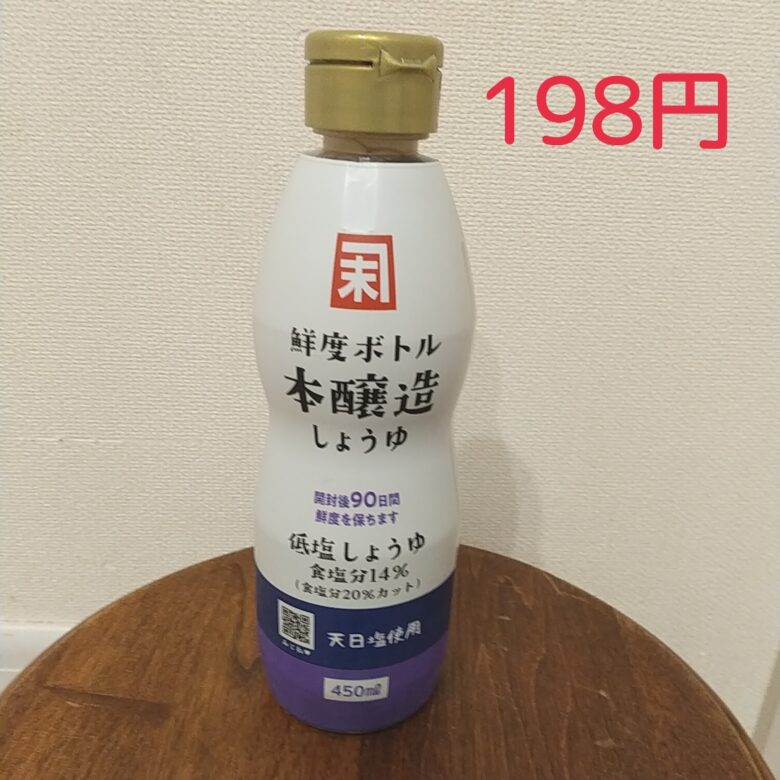 198円
末
鮮度ボトル
本醸造
しょうゆ
開封後90日間
鮮度を保ちます
低塩しょうゆ
食塩分14%
(食塩分20%カット)
天日塩使用
450mℓ